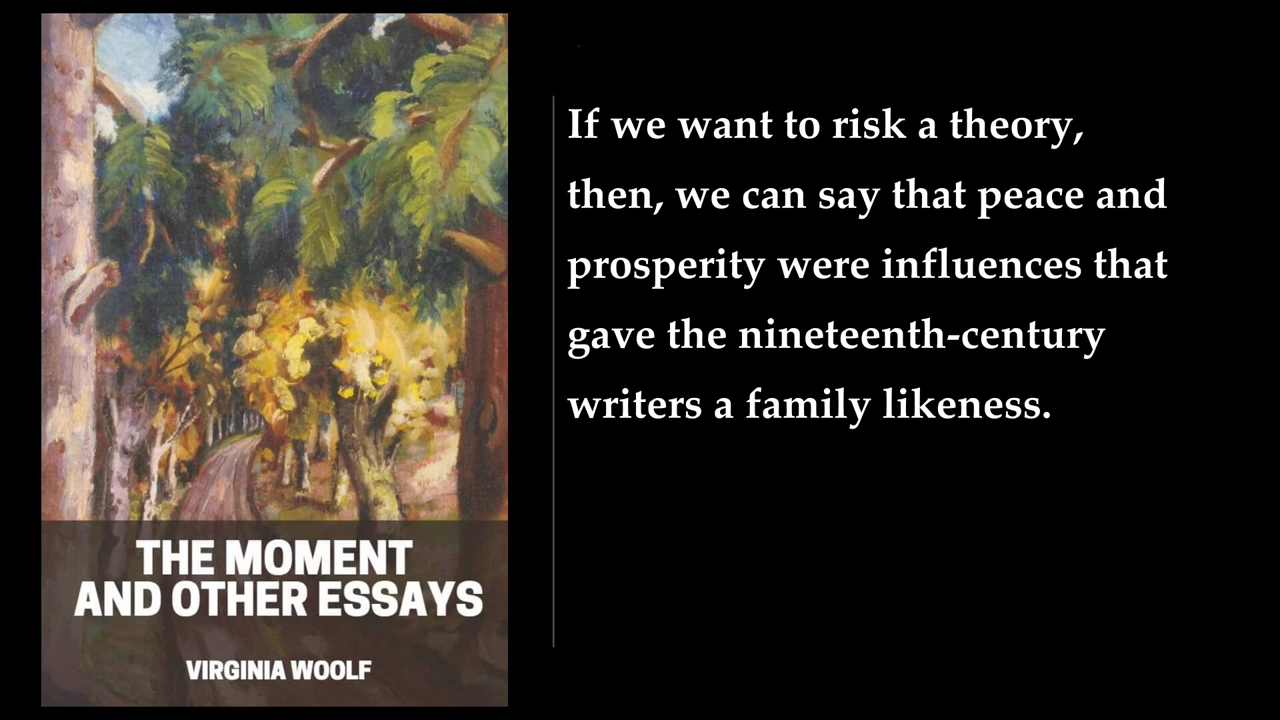 THE MOMENT
AND OTHER ESSAYS
VIRGINIA WOOLF
If we want to risk a theory,
then, we can say that peace and
prosperity were influences that
gave the nineteenth-century
writers a family likeness.